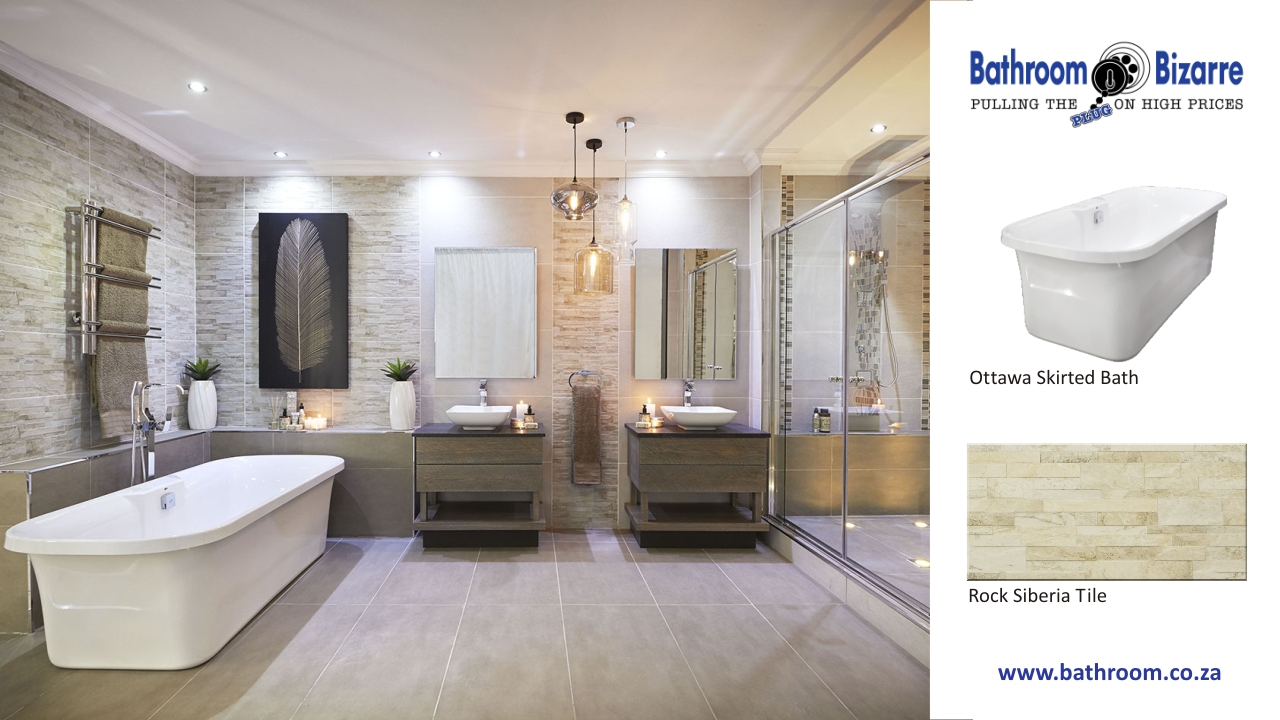 Bathroom Bizarre
PULLING THE PLUG ON HIGH PRICES
Ottawa Skirted Bath
Rock Siberia Tile
www.bathroom.co.za